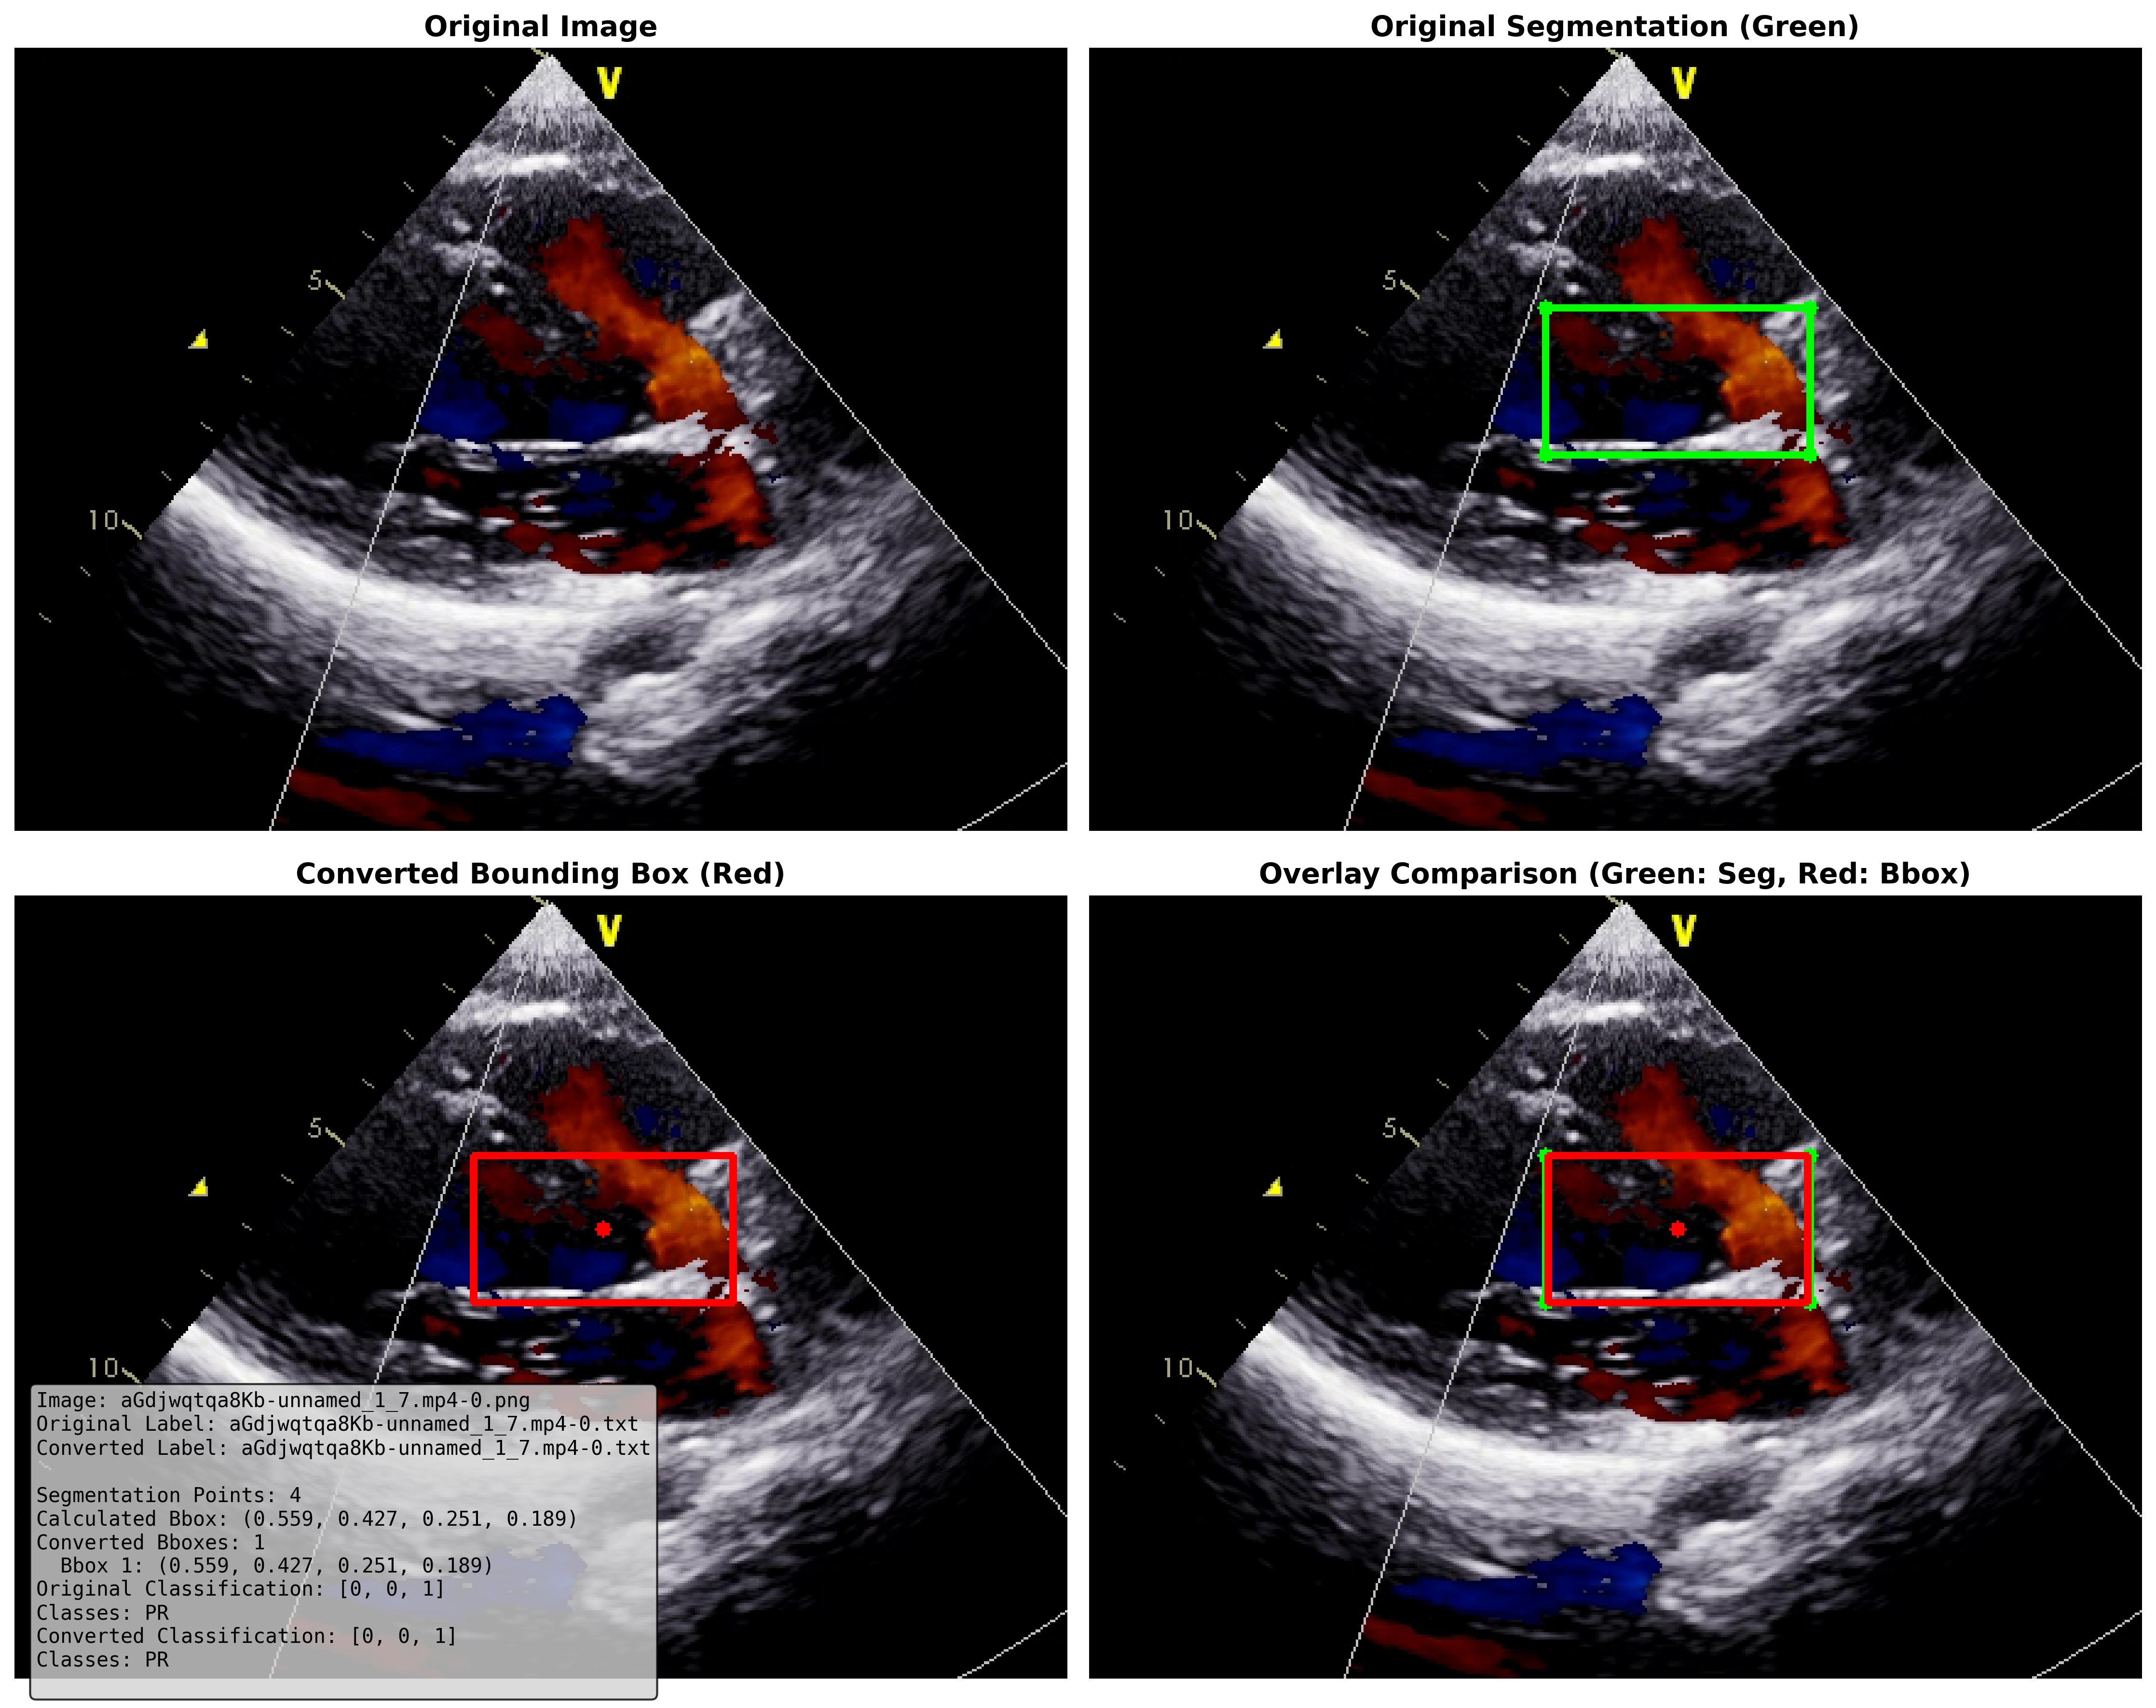 Original Image
Original Segmentation (Green)
V
5
10
V
5
10
Converted Bounding Box (Red)
Overlay Comparison (Green: Seg, Red: Bbox)
V
5
10
V
5
10
Image: aGdjwqtqa8Kb-unnamed_1_7.mp4-0.png
Original Label: aGdjwqtqa8Kb-unnamed_1_7.mp4-0.txt
Converted Label: aGdjwqtqa8Kb-unnamed_1_7.mp4-0.txt
Segmentation Points: 4
Calculated Bbox: (0.559, 0.427, 0.251, 0.189)
Converted Bboxes: 1
Bbox 1: (0.559, 0.427, 0.251, 0.189)
Original Classification: [0, 0, 1]
Classes: PR
Converted Classification: [0, 0, 1]
Classes: PR